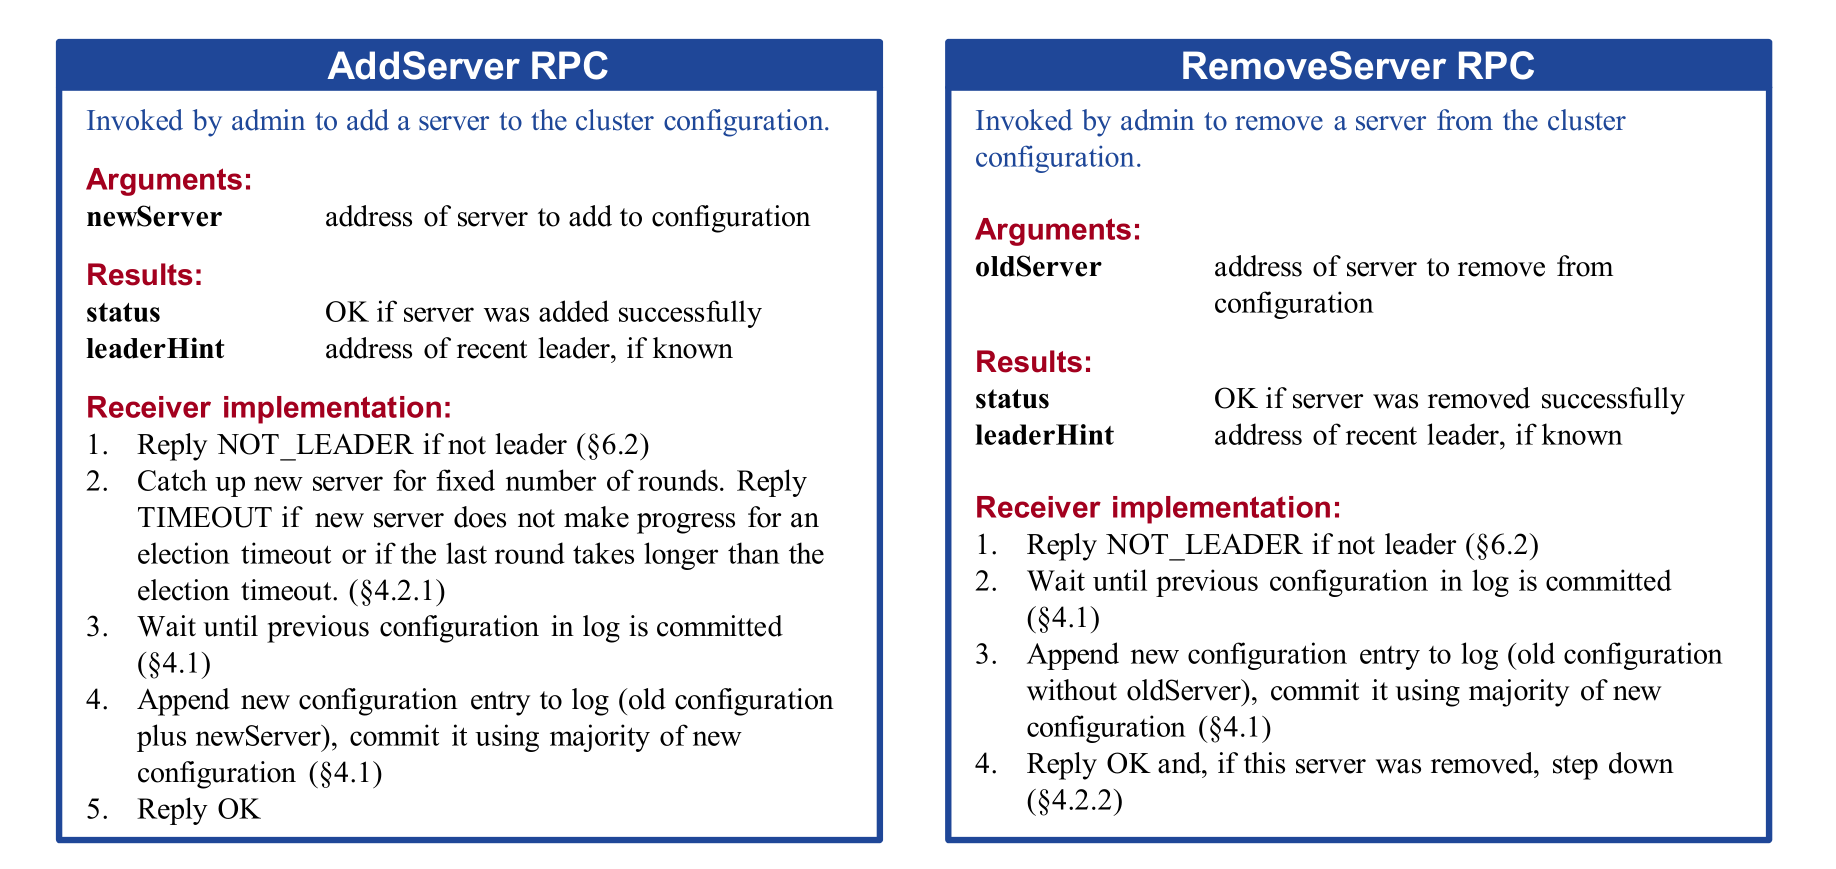 AddServer RPC
Invoked by admin to add a server to the cluster configuration.
Arguments:
newServer address of server to add to configuration
Results:
status OK if server was added successfully
leaderHint address of recent leader, if known
Receiver implementation:
1. Reply NOT_LEADER if not leader (§6.2)
2. Catch up new server for fixed number of rounds. Reply
TIMEOUT if new server does not make progress for an
election timeout or if the last round takes longer than the
election timeout. (§4.2.1)
3. Wait until previous configuration in log is committed
(§4.1)
4. Append new configuration entry to log (old configuration
plus newServer), commit it using majority of new
configuration (§4.1)
5. Reply OK
RemoveServer RPC
Invoked by admin to remove a server from the cluster
configuration.
Arguments:
oldServer address of server to remove from
configuration
Results:
status OK if server was removed successfully
leaderHint address of recent leader, if known
Receiver implementation:
1. Reply NOT_LEADER if not leader (§6.2)
2. Wait until previous configuration in log is committed
(§4.1)
3. Append new configuration entry to log (old configuration
without oldServer), commit it using majority of new
configuration (§4.1)
4. Reply OK and, if this server was removed, step down
(§4.2.2)